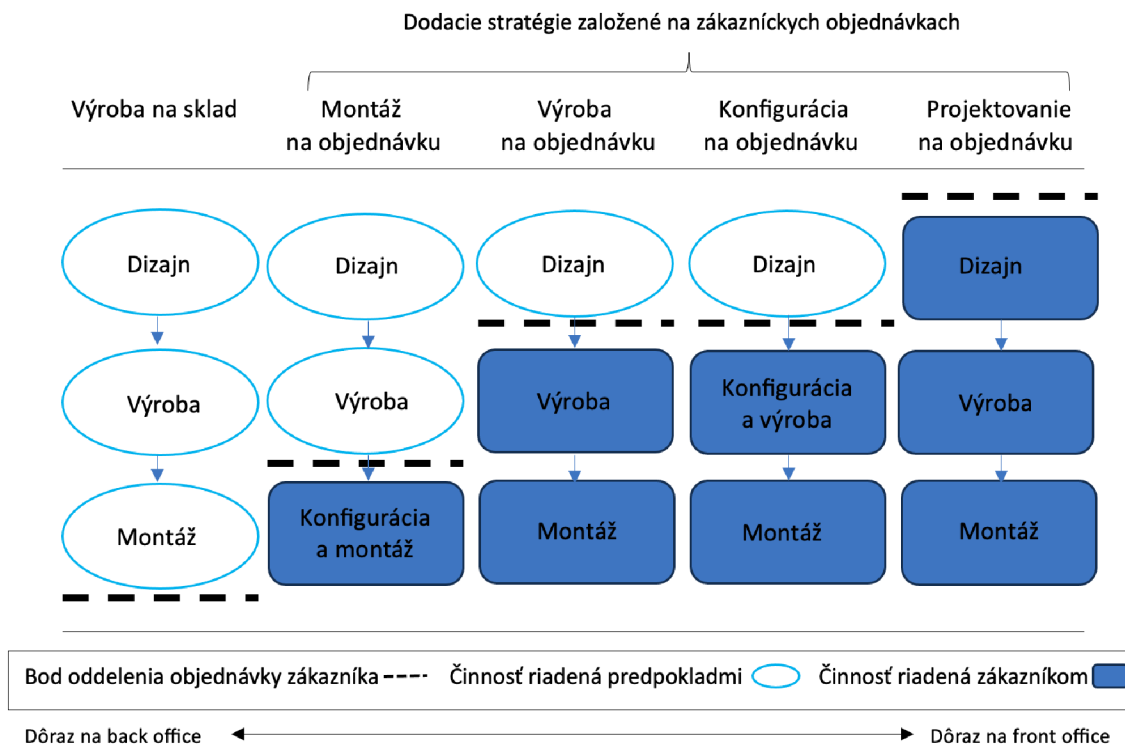 Dodacie stratégie založené na zákazníckych objednávkach
Výroba na sklad
Montáž
na objednávku
Výroba
na objednávku
Konfigurácia
na objednávku
Projektovanie
na objednávku
Dizajn
Dizajn
Dizajn
Dizajn
Dizajn
Výroba
Výroba
Výroba
Konfigurácia
a výroba
Výroba
Montáž
Konfigurácia
a montáž
Montáž
Montáž
Montáž
Bod oddelenia objednávky zákazníka
Činnosť riadená predpokladmi
Činnosť riadená zákazníkom
Dôraz na back office
Dôraz na front office